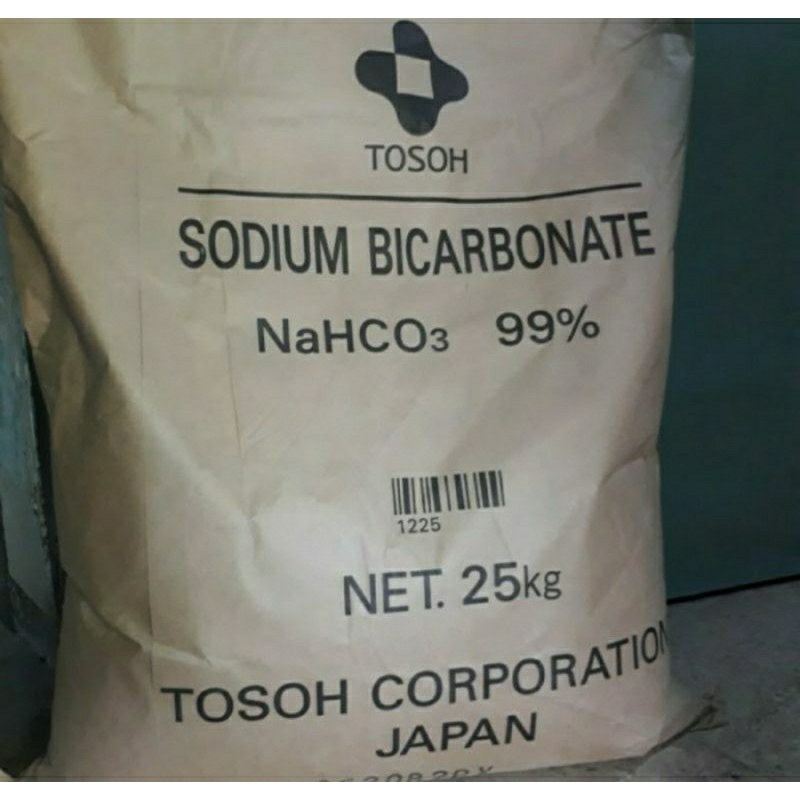 TOSOH
SODIUM BICARBONATE
NaHCO3 99%
1225
NET. 25kg
TOSOH CORPORATION
JAPAN